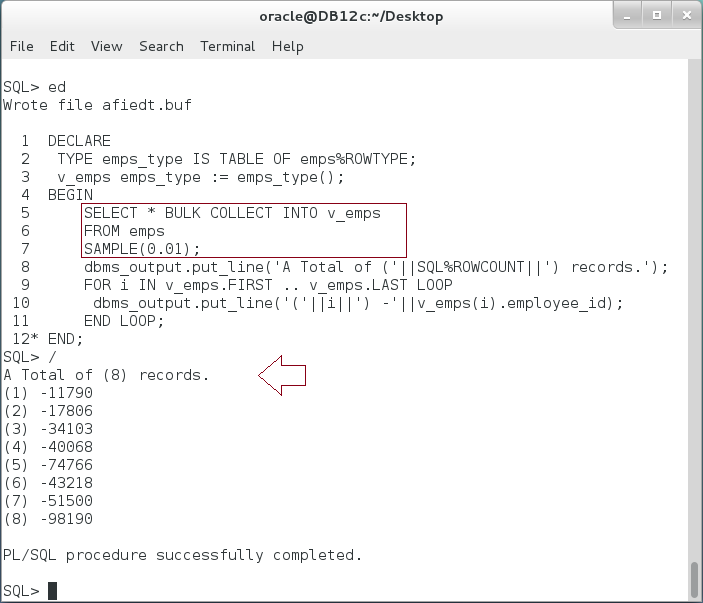 oracle@DB12c:~/Desktop
File Edit View Search Terminal Help
SQL> ed
Wrote file afiedt.buf
1 DECLARE
2 TYPE emps_type IS TABLE OF emps%ROWTYPE;
3 v_emps emps_type := emps_type();
4 BEGIN
5 SELECT * BULK COLLECT INTO v_emps
6 FROM emps
7 SAMPLE(0.01);
8 dbms_output.put_line('A Total of ('||SQL%ROWCOUNT||') records.');
9 FOR i IN v_emps.FIRST .. v_emps.LAST LOOP
10 dbms_output.put_line('('||i||') -'||v_emps(i).employee_id);
11 END LOOP;
12* END;
SQL> /
A Total of (8) records.
(1) -11790
(2) -17806
(3) -34103
(4) -40068
(5) -74766
(6) -43218
(7) -51500
(8) -98190
PL/SQL procedure successfully completed.
SQL>